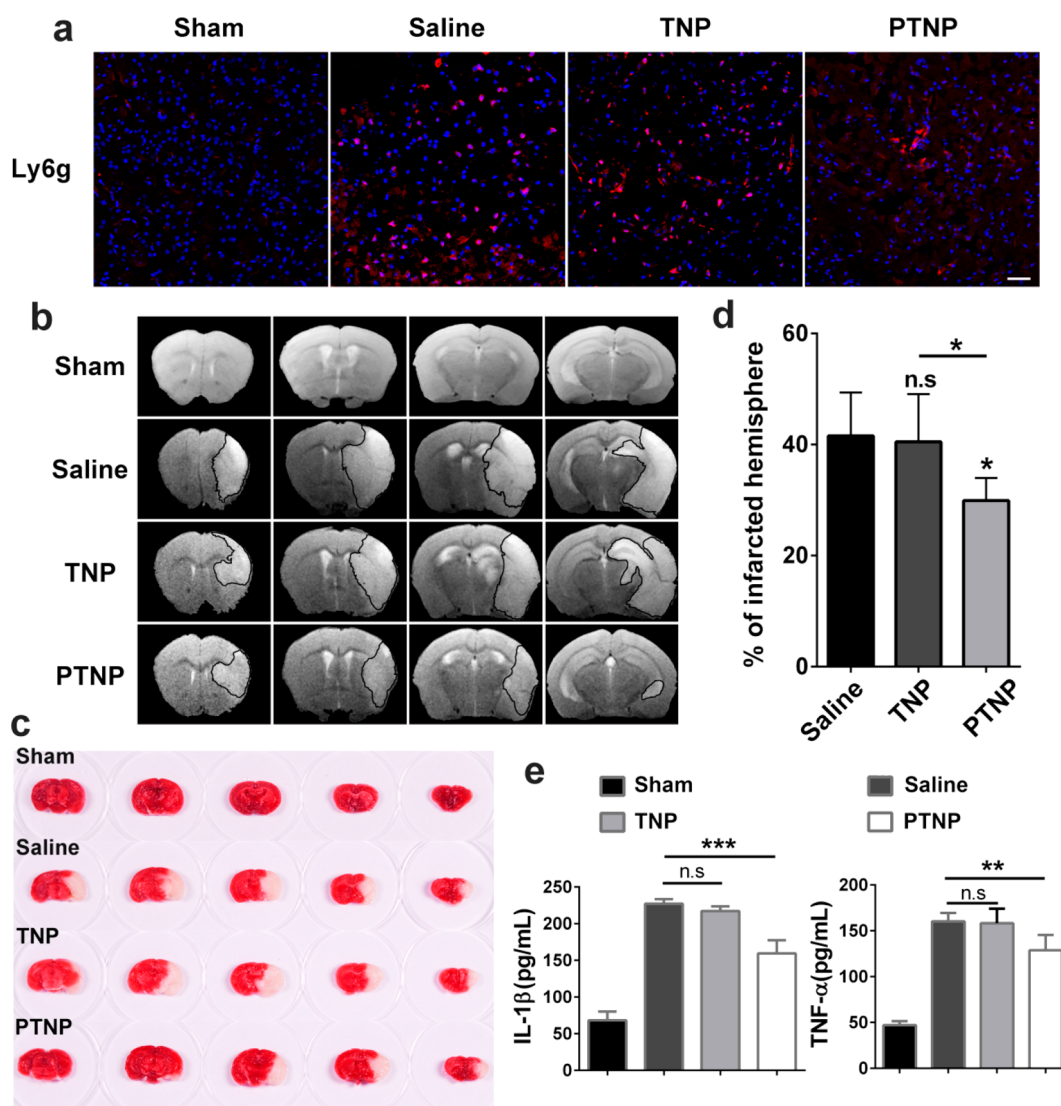 a
Sham Saline TNP PTNP
Ly6g
b
Sham
Saline
TNP
PTNP
c
Sham
Saline
TNP
PTNP
d
% of infarcted hemisphere
60
40
20
0
*
n.s
*
Saline TNP PTNP
e
Sham Saline
TNP PTNP
IL-1β(pg/mL)
250
200
150
100
50
0
***
n.s
TNF-α(pg/mL)
200
150
100
50
0
**
n.s